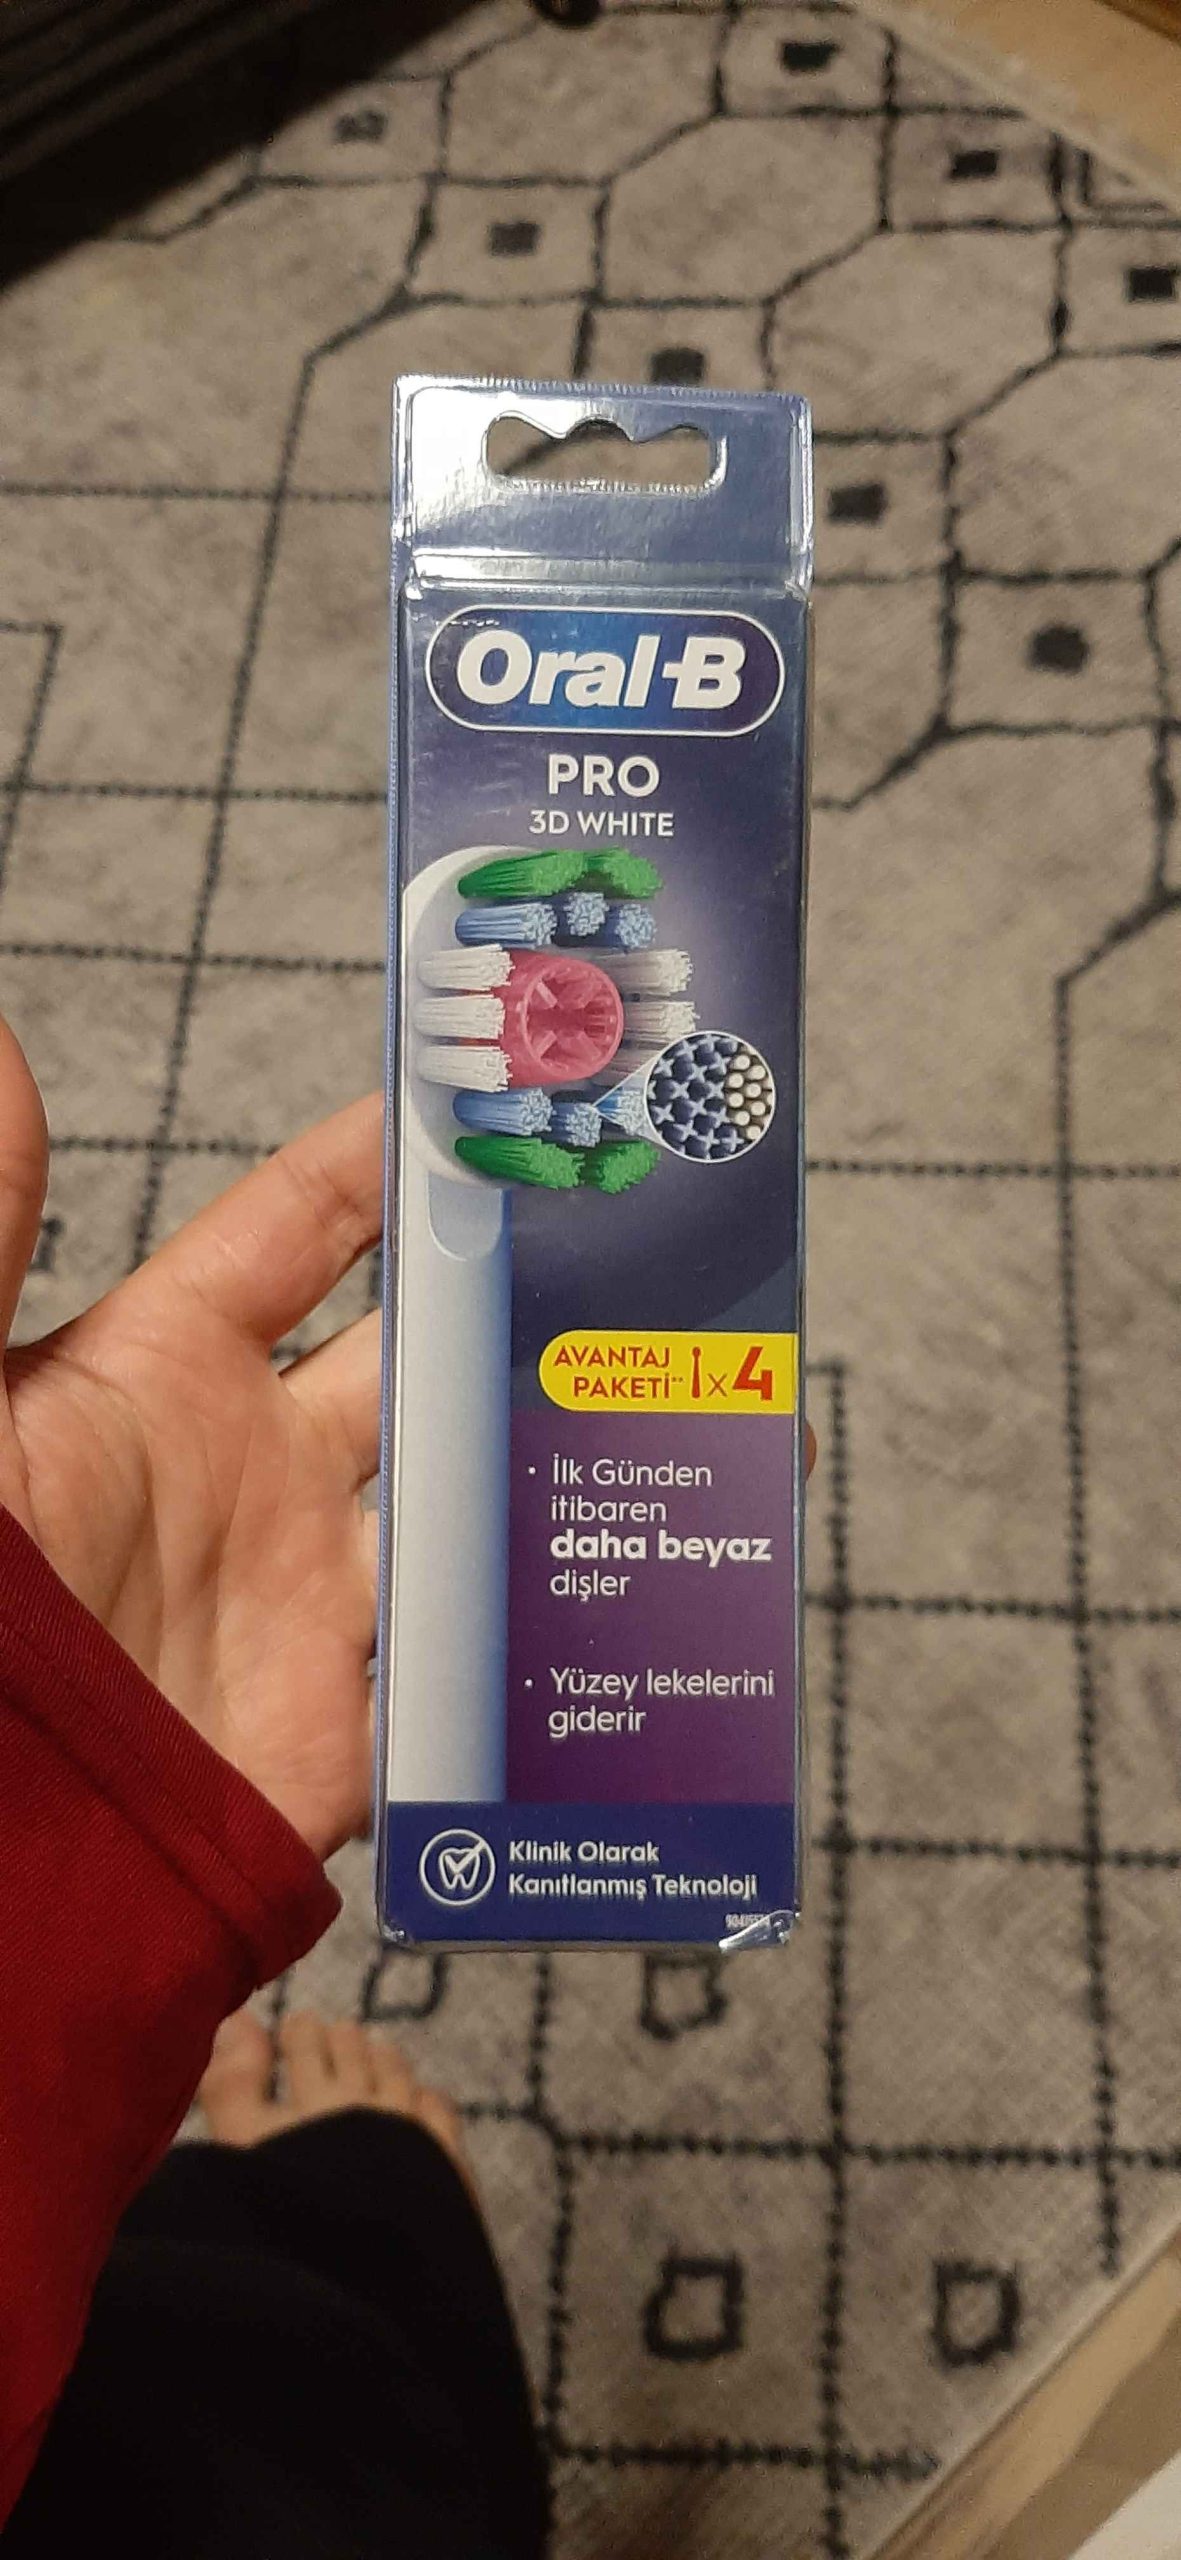 Oral-B
PRO
3D WHITE
AVANTAJ
PAKETİ** x4
• İlk Günden
itibaren
daha beyaz
dişler
• Yüzey lekelerini
giderir
Klinik Olarak
Kanıtlanmış Teknoloji